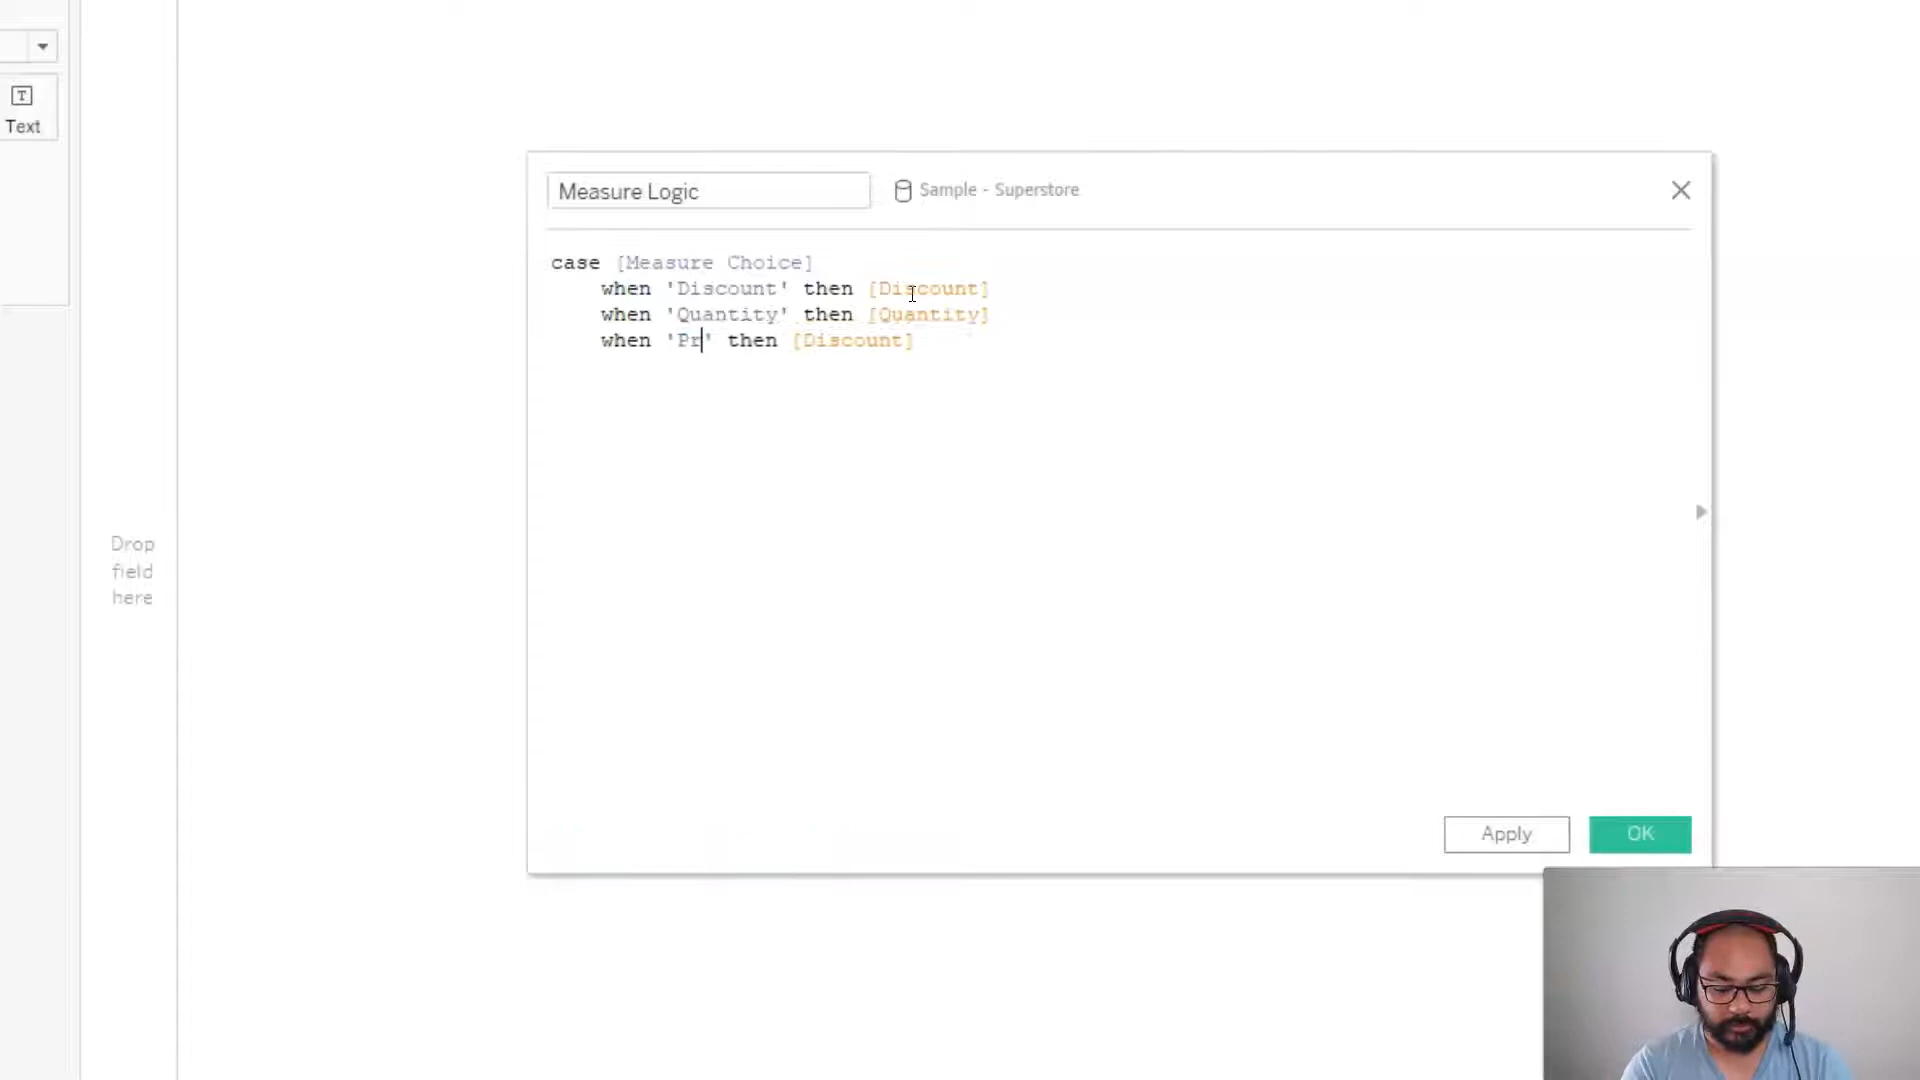 Text
Measure Logic
Sample - Superstore
case [Measure Choice]
when 'Discount' then [Discount]
when 'Quantity' then [Quantity]
when 'Pr' then [Discount]
Drop
field
here
Apply
OK